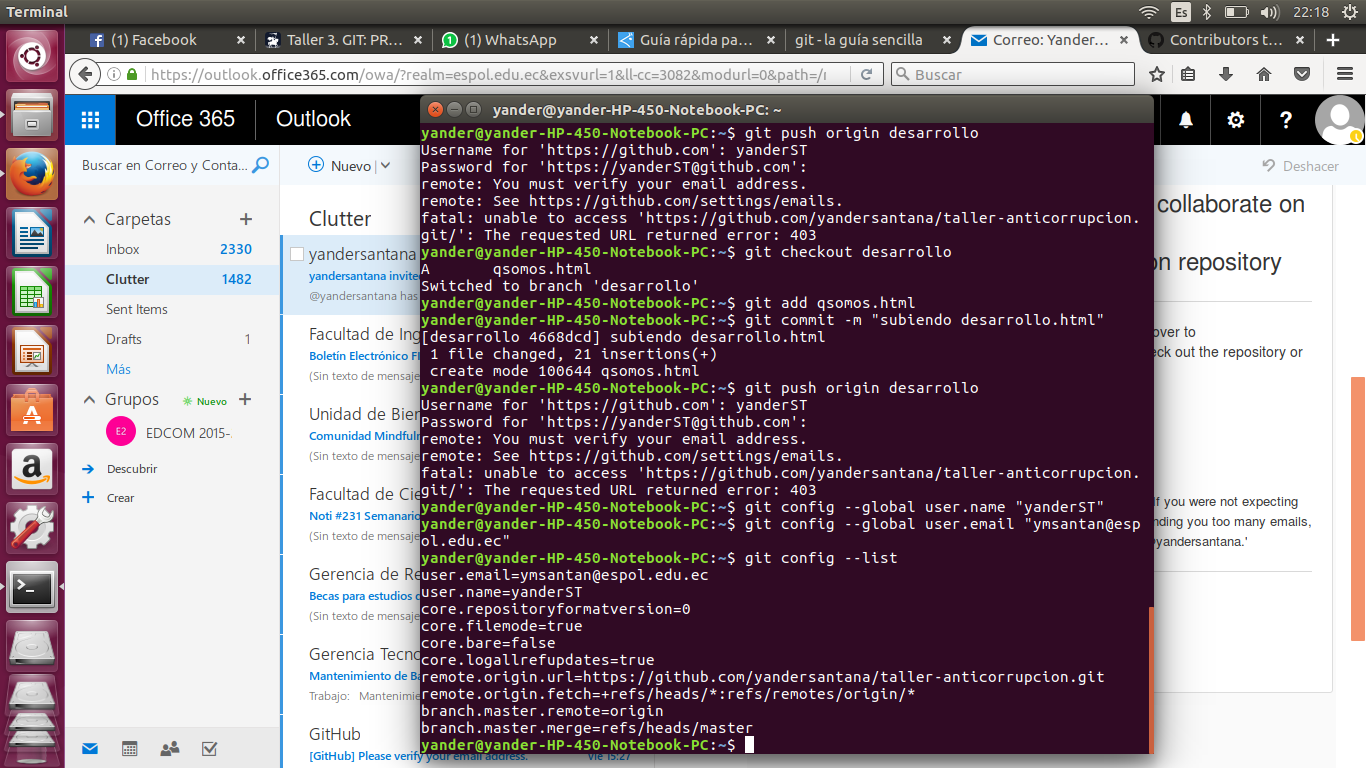 Terminal
Es
22:18
(1) Facebook
Taller 3. GIT: PR...
(1) WhatsApp
Guía rápida pa...
git - la guía sencilla
Correo: Yander...
Contributors t...
https://outlook.office365.com/owa/?realm=espol.edu.ec&exsvurl=1&ll-cc=3082&modurl=0&path=/
Buscar
Office 365
Outlook
Buscar en Correo y Conta...
Nuevo
Deshacer
Carpetas
Inbox 2330
Clutter 1482
Sent Items
Drafts 1
Más
Grupos
Nuevo
E2
EDCOM 2015-
Descubrir
Crear
Clutter
yandersantana
yandersantana invite
@yandersantana has
Facultad de Ing
Boletín Electrónico FI
(Sin texto de mensaje
Unidad de Bien
Comunidad Mindfuln
(Sin texto de mensaje
Facultad de Cie
Noti #231 Semanario
(Sin texto de mensaje
Gerencia de Re
Becas para estudios d
(Sin texto de mensaje
Gerencia Tecno
Mantenimiento de Ba
Trabajo: Mantenimie
GitHub
[GitHub] Please verify your email address.
Vie 15:27
yander@yander-HP-450-Notebook-PC: ~
yander@yander-HP-450-Notebook-PC:~$ git push origin desarrollo
Username for 'https://github.com': yanderST
Password for 'https://yanderST@github.com':
remote: You must verify your email address.
remote: See https://github.com/settings/emails.
fatal: unable to access 'https://github.com/yandersantana/taller-anticorrupcion.
git/': The requested URL returned error: 403
yander@yander-HP-450-Notebook-PC:~$ git checkout desarrollo
A       qsomos.html
Switched to branch 'desarrollo'
yander@yander-HP-450-Notebook-PC:~$ git add qsomos.html
yander@yander-HP-450-Notebook-PC:~$ git commit -m "subiendo desarrollo.html"
[desarrollo 4668dcd] subiendo desarrollo.html
 1 file changed, 21 insertions(+)
 create mode 100644 qsomos.html
yander@yander-HP-450-Notebook-PC:~$ git push origin desarrollo
Username for 'https://github.com': yanderST
Password for 'https://yanderST@github.com':
remote: You must verify your email address.
remote: See https://github.com/settings/emails.
fatal: unable to access 'https://github.com/yandersantana/taller-anticorrupcion.
git/': The requested URL returned error: 403
yander@yander-HP-450-Notebook-PC:~$ git config --global user.name "yanderST"
yander@yander-HP-450-Notebook-PC:~$ git config --global user.email "ymsantan@esp
ol.edu.ec"
yander@yander-HP-450-Notebook-PC:~$ git config --list
user.email=ymsantan@espol.edu.ec
user.name=yanderST
core.repositoryformatversion=0
core.filemode=true
core.bare=false
core.logallrefupdates=true
remote.origin.url=https://github.com/yandersantana/taller-anticorrupcion.git
remote.origin.fetch=+refs/heads/*:refs/remotes/origin/*
branch.master.remote=origin
branch.master.merge=refs/heads/master
yander@yander-HP-450-Notebook-PC:~$
collaborate on
on repository
over to
eck out the repository or
if you were not expecting
nding you too many emails,
yandersantana.'